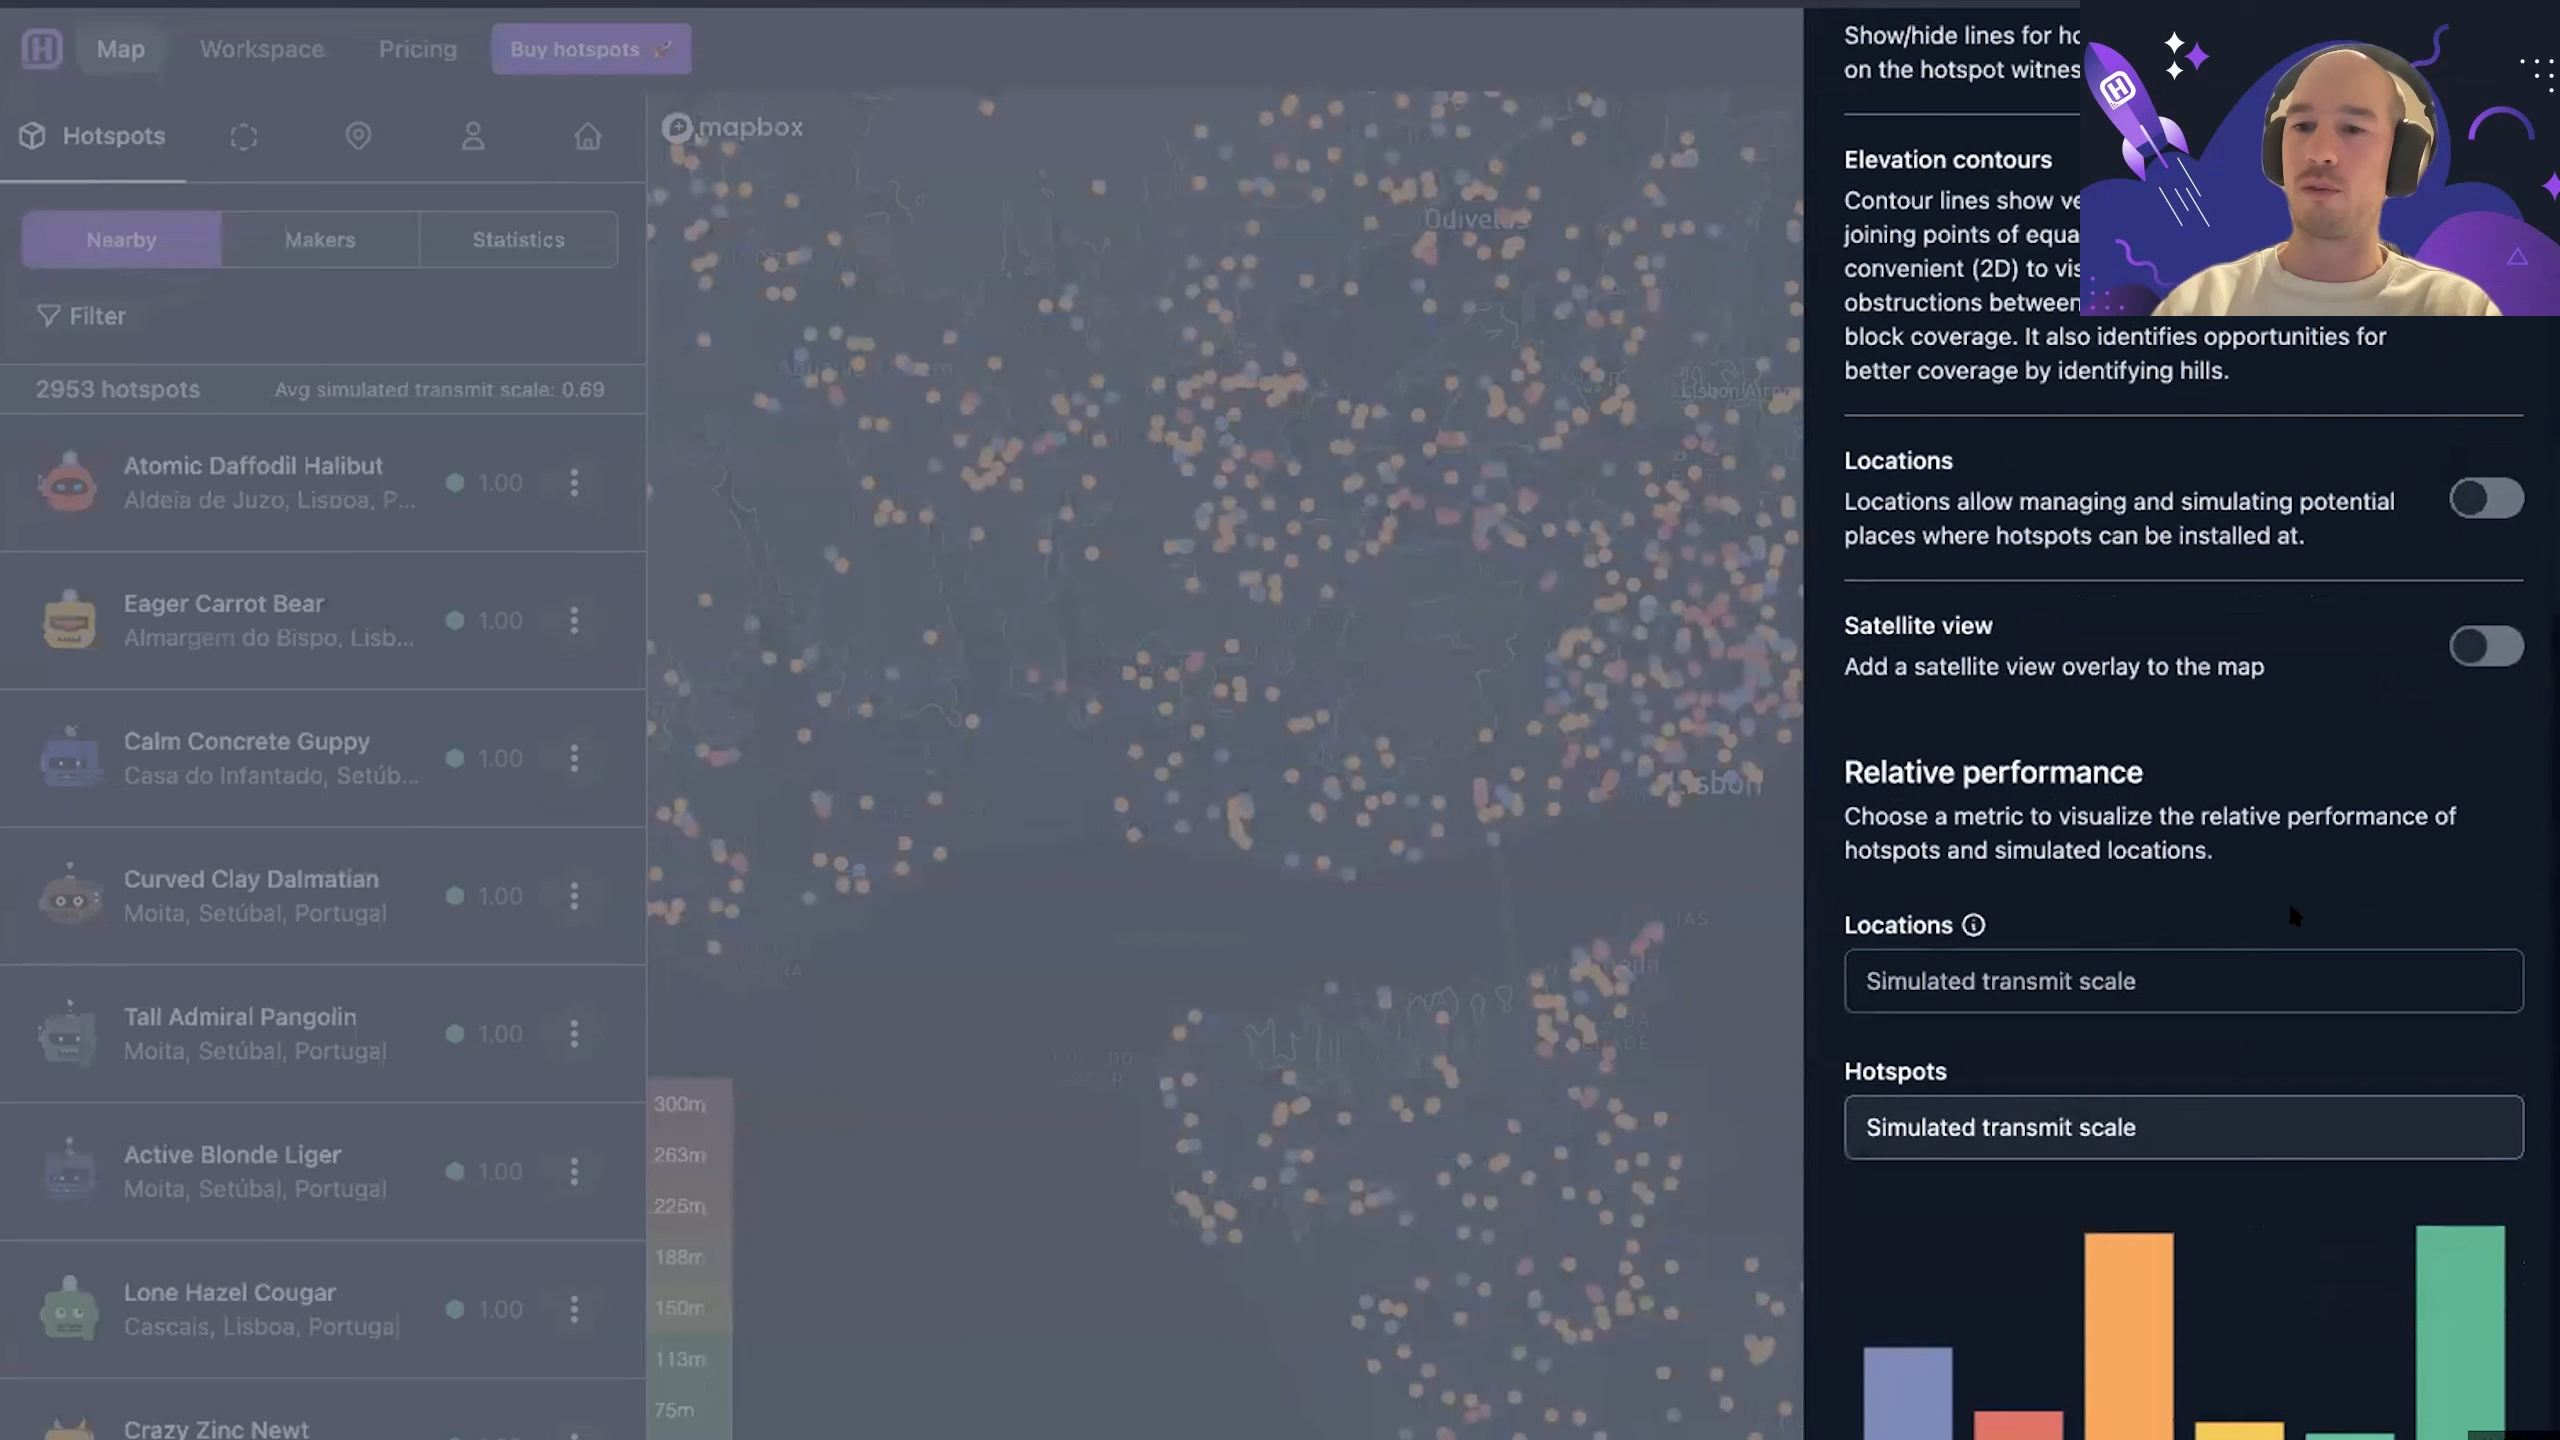 Map
Workspace
Pricing
Buy hotspots
Hotspots
Nearby
Makers
Statistics
Filter
2953 hotspots
Avg simulated transmit scale: 0.69
Atomic Daffodil Halibut
Aldeia de Juzo, Lisboa, P...
1.00
Eager Carrot Bear
Almargem do Bispo, Lisb...
1.00
Calm Concrete Guppy
Casa do Infantado, Setúb...
1.00
Curved Clay Dalmatian
Moita, Setúbal, Portugal
1.00
Tall Admiral Pangolin
Moita, Setúbal, Portugal
1.00
Active Blonde Liger
Moita, Setúbal, Portugal
1.00
Lone Hazel Cougar
Cascais, Lisboa, Portugal
1.00
Crazy Zinc Newt
mapbox
Odivelas
Lisbon Airpo
Lisbon
300m
263m
225m
188m
150m
113m
75m
Show/hide lines for ho
on the hotspot witnes
Elevation contours
Contour lines show ve
joining points of equa
convenient (2D) to vis
obstructions between
block coverage. It also identifies opportunities for
better coverage by identifying hills.
Locations
Locations allow managing and simulating potential
places where hotspots can be installed at.
Satellite view
Add a satellite view overlay to the map
Relative performance
Choose a metric to visualize the relative performance of
hotspots and simulated locations.
Locations
Simulated transmit scale
Hotspots
Simulated transmit scale